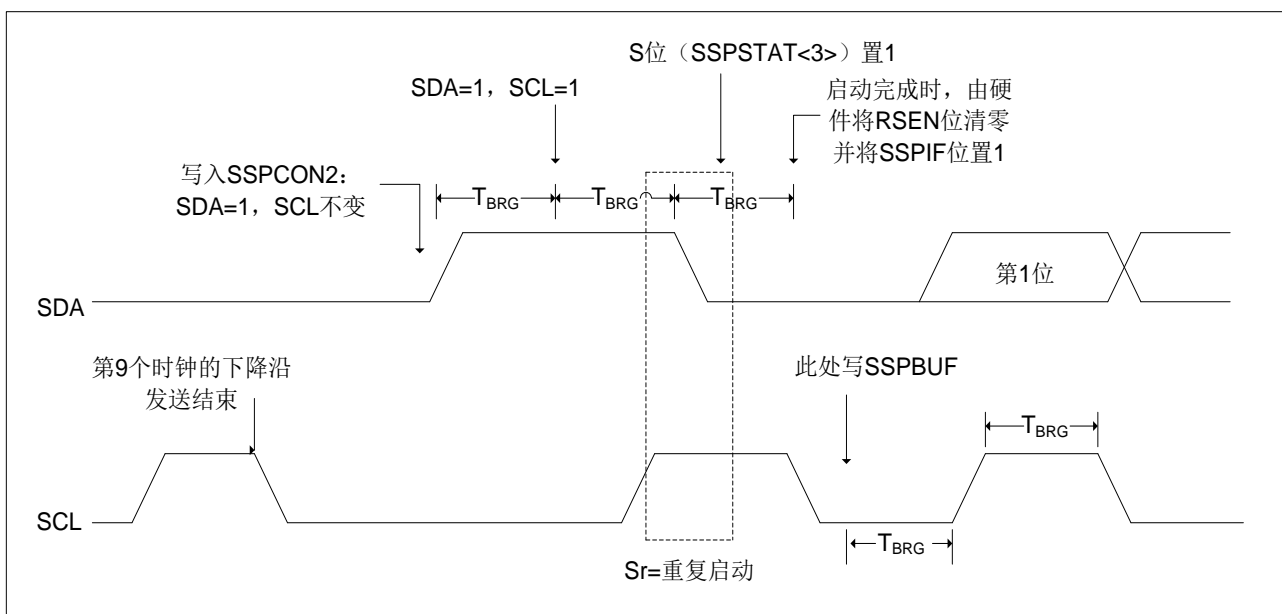 S位（SSPSTAT<3>）置1
SDA=1，SCL=1
启动完成时，由硬
件将RSEN位清零
并将SSPIF位置1
写入SSPCON2：
SDA=1，SCL不变
TBRG
TBRG
TBRG
第1位
SDA
第9个时钟的下降沿
发送结束
此处写SSPBUF
TBRG
SCL
TBRG
Sr=重复启动